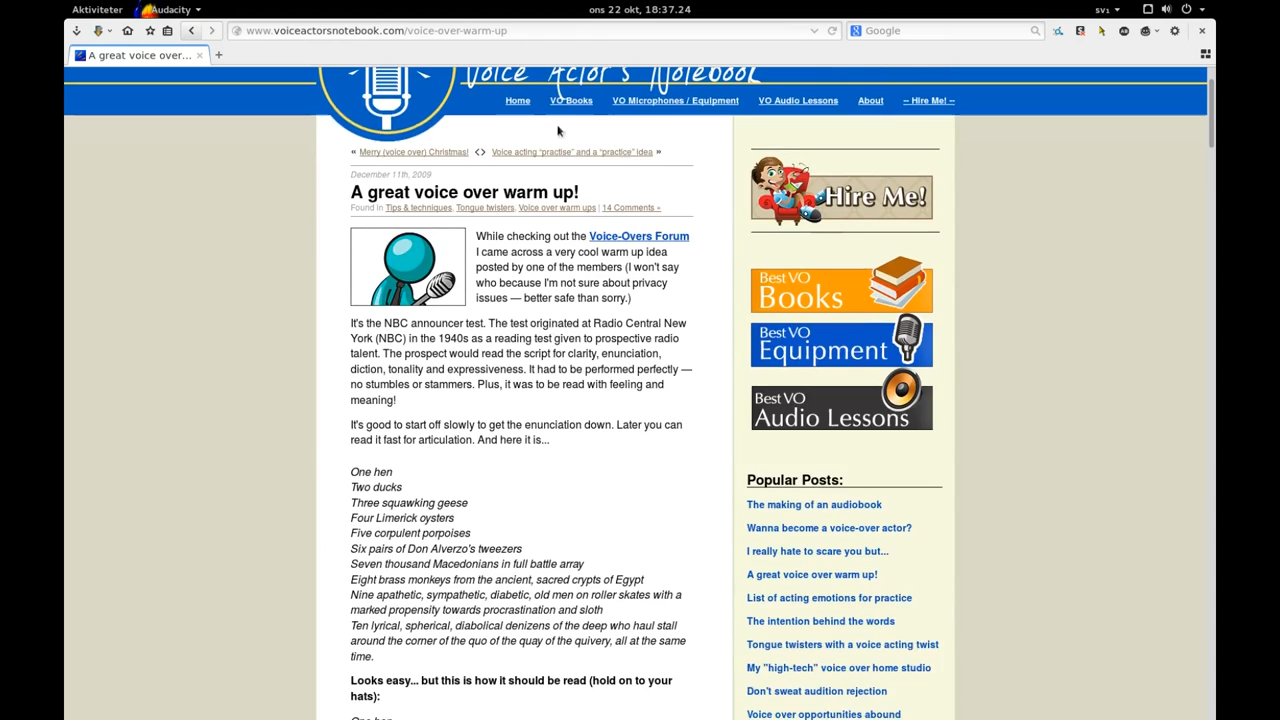 Aktiviteter Audacity ons 22 okt, 18:37.24 sv1
www.voiceactorsnotebook.com/voice-over-warm-up Google
A great voice over...
Voice Actor's Notebook
Home VO Books VO Microphones / Equipment VO Audio Lessons About -- Hire Me! --
« Merry (voice over) Christmas! <> Voice acting “practise” and a “practice” idea »
December 11th, 2009
A great voice over warm up!
Found in Tips & techniques, Tongue twisters, Voice over warm ups | 14 Comments »
While checking out the Voice-Overs Forum
I came across a very cool warm up idea
posted by one of the members (I won't say
who because I'm not sure about privacy
issues — better safe than sorry.)
It's the NBC announcer test. The test originated at Radio Central New
York (NBC) in the 1940s as a reading test given to prospective radio
talent. The prospect would read the script for clarity, enunciation,
diction, tonality and expressiveness. It had to be performed perfectly —
no stumbles or stammers. Plus, it was to be read with feeling and
meaning!
It's good to start off slowly to get the enunciation down. Later you can
read it fast for articulation. And here it is...
One hen
Two ducks
Three squawking geese
Four Limerick oysters
Five corpulent porpoises
Six pairs of Don Alverzo's tweezers
Seven thousand Macedonians in full battle array
Eight brass monkeys from the ancient, sacred crypts of Egypt
Nine apathetic, sympathetic, diabetic, old men on roller skates with a
marked propensity towards procrastination and sloth
Ten lyrical, spherical, diabolical denizens of the deep who haul stall
around the corner of the quo of the quay of the quivery, all at the same
time.
Looks easy... but this is how it should be read (hold on to your
hats):
One hen
Hire Me!
Best VO
Books
Best VO
Equipment
Best VO
Audio Lessons
Popular Posts:
The making of an audiobook
Wanna become a voice-over actor?
I really hate to scare you but...
A great voice over warm up!
List of acting emotions for practice
The intention behind the words
Tongue twisters with a voice acting twist
My "high-tech" voice over home studio
Don't sweat audition rejection
Voice over opportunities abound